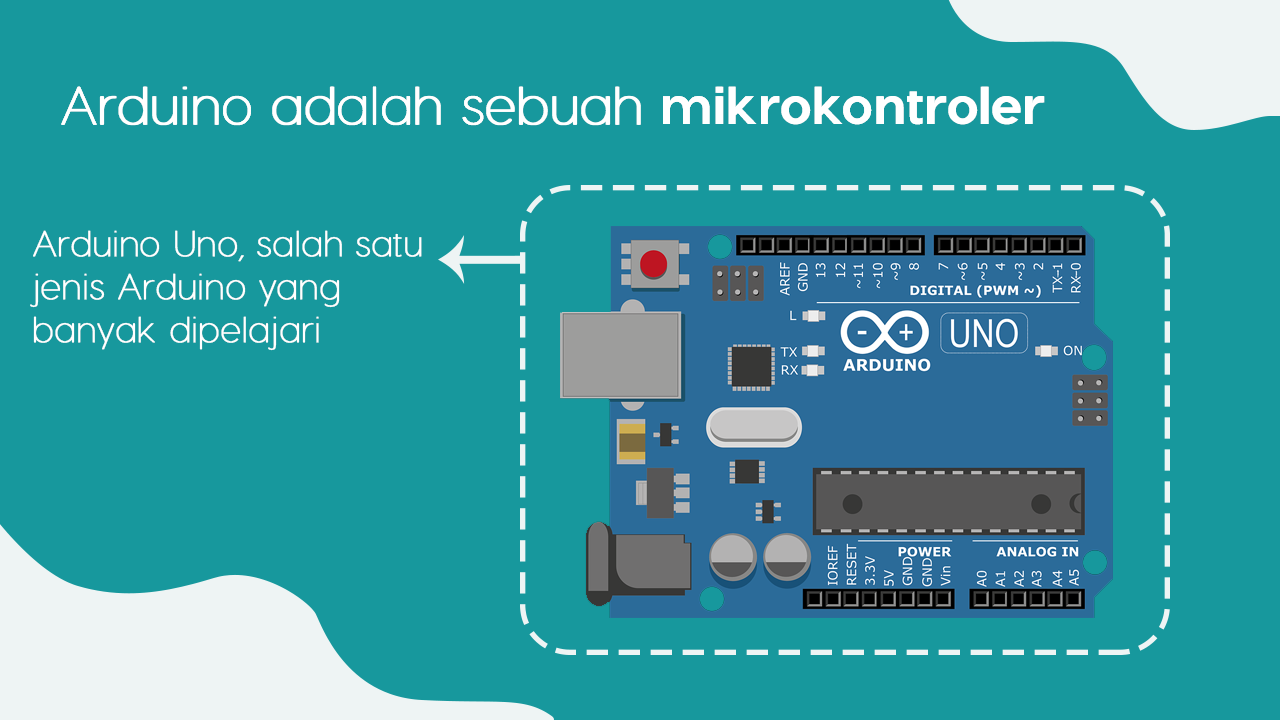 Arduino adalah sebuah mikrokontroler
Arduino Uno, salah satu
jenis Arduino yang
banyak dipelajari
AREF
GND
13
12
~11
~10
~9
8
7
~6
~5
4
~3
2
TX-1
RX-0
DIGITAL (PWM ~)
L
TX
RX
- +
UNO
ARDUINO
ON
POWER
ANALOG IN
IOREF
RESET
3.3V
5V
GND
GND
Vin
A0
A1
A2
A3
A4
A5